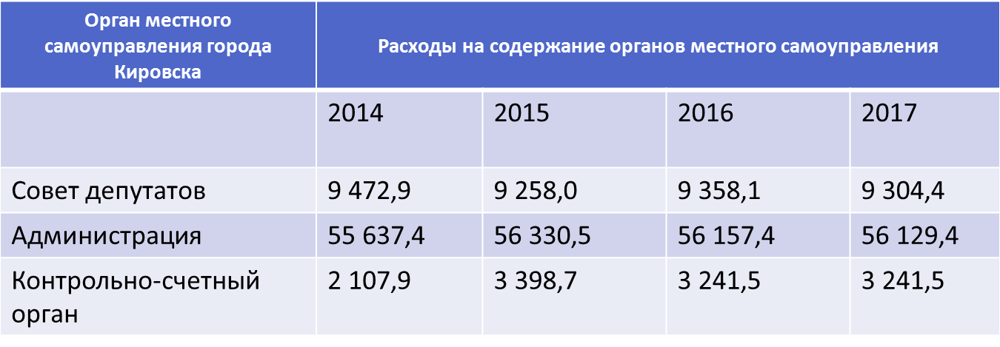 Орган местного
самоуправления города
Кировска
Расходы на содержание органов местного самоуправления
2014 2015 2016 2017
Совет депутатов 9 472,9 9 258,0 9 358,1 9 304,4
Администрация 55 637,4 56 330,5 56 157,4 56 129,4
Контрольно-счетный 2 107,9 3 398,7 3 241,5 3 241,5
орган